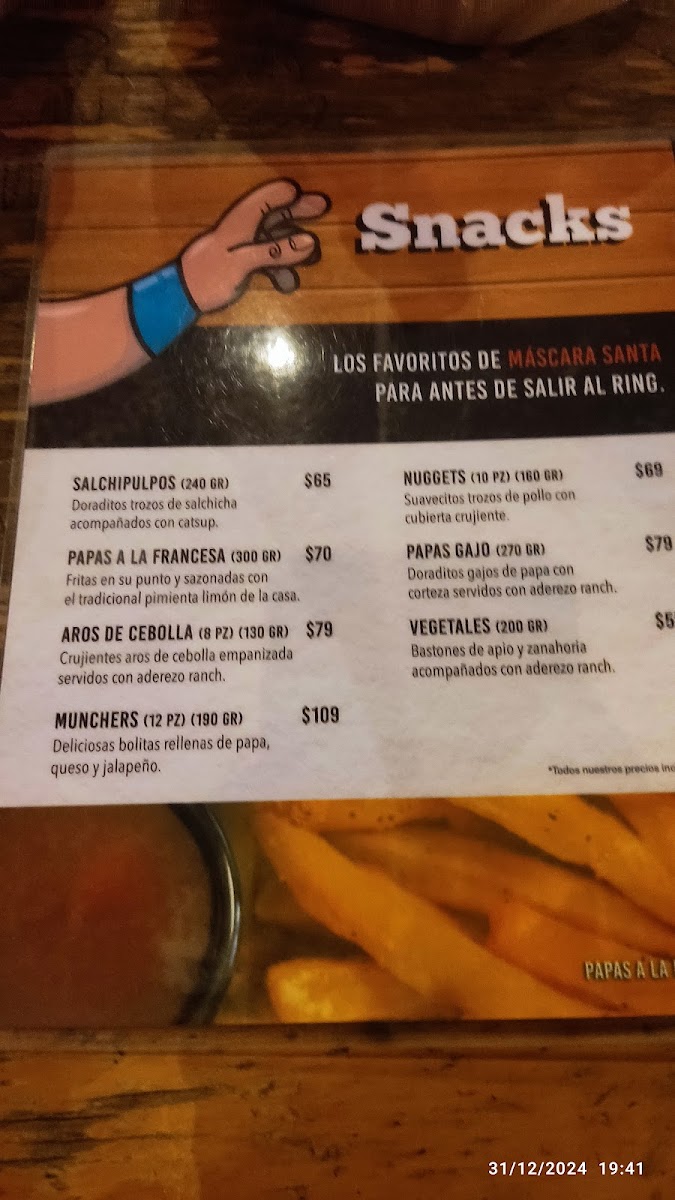 Snacks
LOS FAVORITOS DE MÁSCARA SANTA
PARA ANTES DE SALIR AL RING.
SALCHIPULPOS (240 GR) $65
Doraditos trozos de salchicha
acompañados con catsup.
PAPAS A LA FRANCESA (300 GR) $70
Fritas en su punto y sazonadas con
el tradicional pimienta limón de la casa.
AROS DE CEBOLLA (8 PZ) (130 GR) $79
Crujientes aros de cebolla empanizada
servidos con aderezo ranch.
MUNCHERS (12 PZ) (190 GR) $109
Deliciosas bolitas rellenas de papa,
queso y jalapeño.
NUGGETS (10 PZ) (160 GR) $69
Suavecitos trozos de pollo con
cubierta crujiente.
PAPAS GAJO (270 GR) $79
Doraditos gajos de papa con
corteza servidos con aderezo ranch.
VEGETALES (200 GR)
Bastones de apio y zanahoria
acompañados con aderezo ranch.
*Todos nuestros precios
PAPAS A LA
31/12/2024 19:41